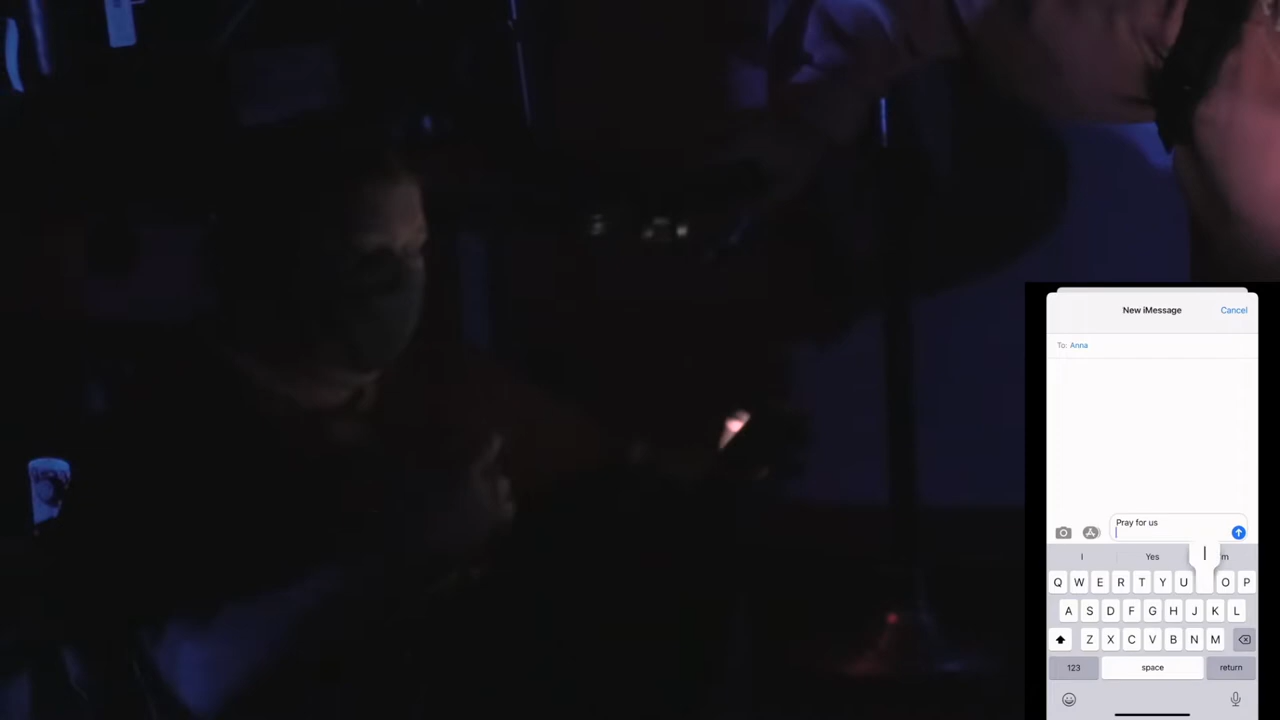 New iMessage Cancel
To: Anna
Pray for us
I Yes I'm
Q W E R T Y U I O P
A S D F G H J K L
Z X C V B N M
123 space return